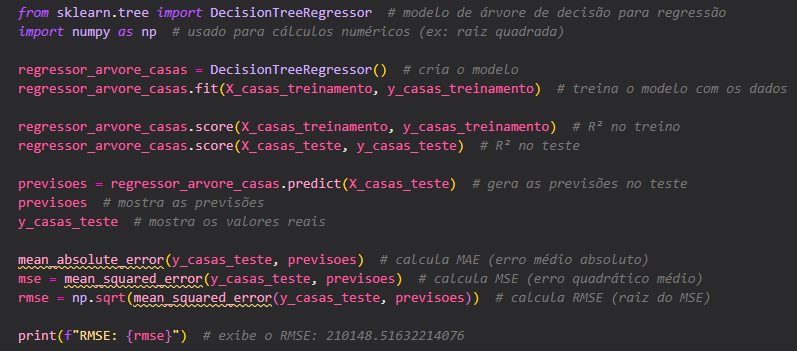 from sklearn.tree import DecisionTreeRegressor  # modelo de árvore de decisão para regressão
import numpy as np  # usado para cálculos numéricos (ex: raiz quadrada)
regressor_arvore_casas = DecisionTreeRegressor()  # cria o modelo
regressor_arvore_casas.fit(X_casas_treinamento, y_casas_treinamento)  # treina o modelo com os dados
regressor_arvore_casas.score(X_casas_treinamento, y_casas_treinamento)  # R² no treino
regressor_arvore_casas.score(X_casas_teste, y_casas_teste)  # R² no teste
previsoes = regressor_arvore_casas.predict(X_casas_teste)  # gera as previsões no teste
previsoes  # mostra as previsões
y_casas_teste  # mostra os valores reais
mean_absolute_error(y_casas_teste, previsoes)  # calcula MAE (erro médio absoluto)
mse = mean_squared_error(y_casas_teste, previsoes)  # calcula MSE (erro quadrático médio)
rmse = np.sqrt(mean_squared_error(y_casas_teste, previsoes))  # calcula RMSE (raiz do MSE)
print(f"RMSE: {rmse}")  # exibe o RMSE: 210148.51632214076